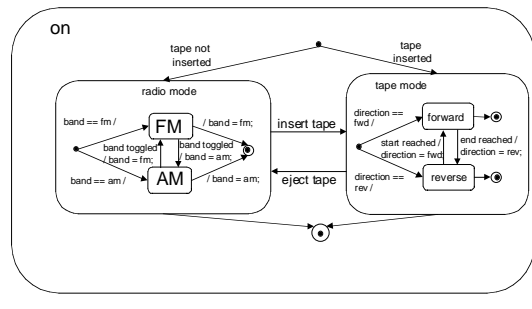 on
tape not
inserted
tape
inserted
radio mode
tape mode
band == fm /
FM
/ band = fm;
band toggled
/ band = fm;
band toggled
/ band = am;
band == am /
AM
/ band = am;
insert tape
eject tape
direction ==
fwd /
forward
start reached /
direction = fwd;
end reached /
direction = rev;
direction ==
rev /
reverse